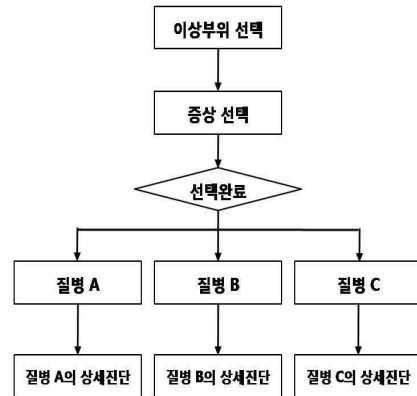 이상부위 선택
증상 선택
선택완료
질병 A
질병 B
질병 C
질병 A의 상세진단
질병 B의 상세진단
질병 C의 상세진단